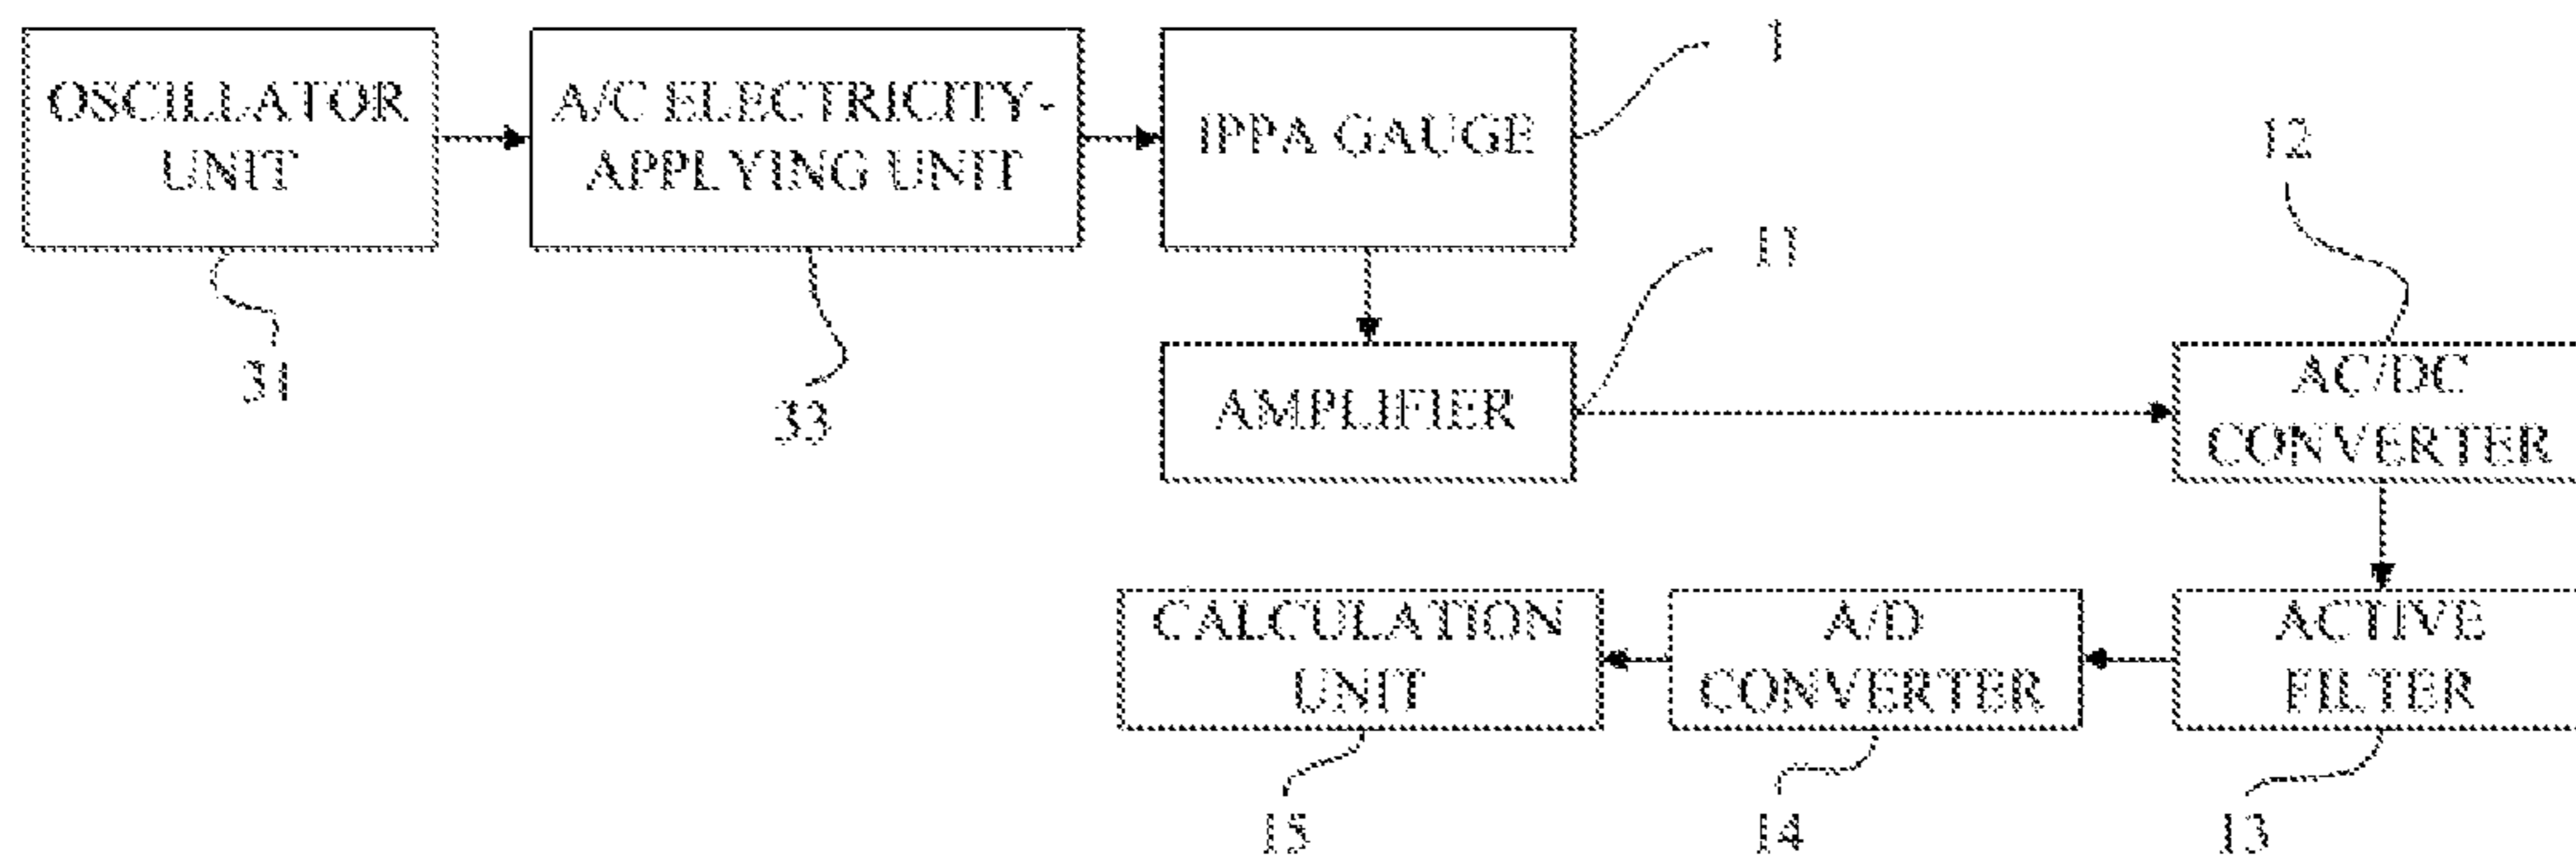 OSCILLATOR
UNIT
A/C ELECTRICITY-
APPLYING UNIT
IPPA GAUGE
1
31
33
11
12
AMPLIFIER
AC/DC
CONVERTER
CALCULATION
UNIT
A/D
CONVERTER
ACTIVE
FILTER
15
14
13